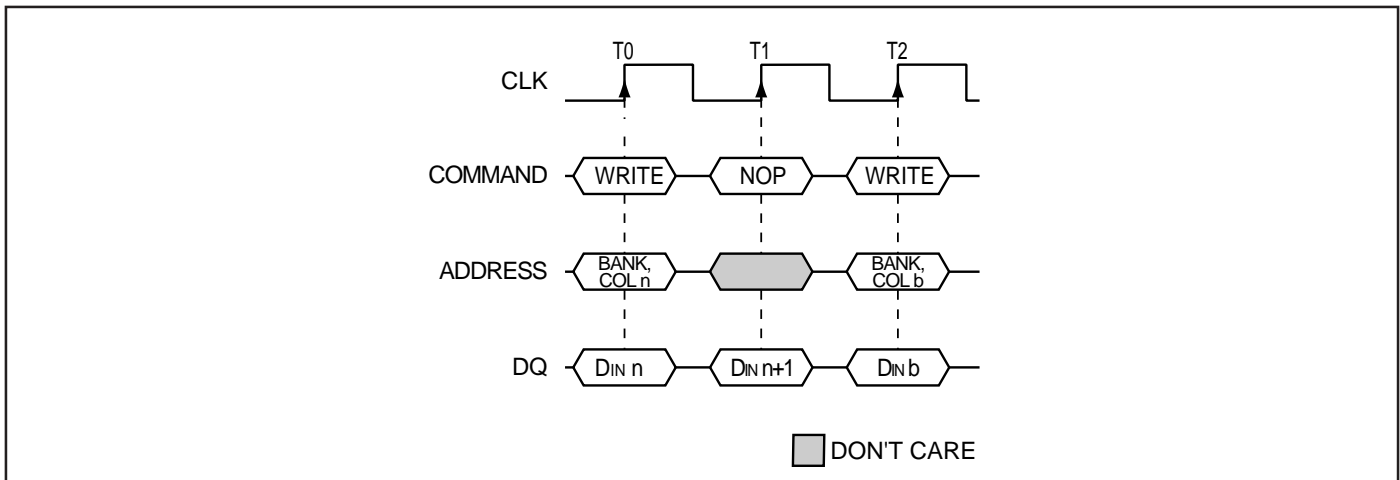 T0 T1 T2
CLK
COMMAND WRITE NOP WRITE
ADDRESS BANK, COL n BANK, COL b
DQ DIN n DIN n+1 DIN b
DON'T CARE